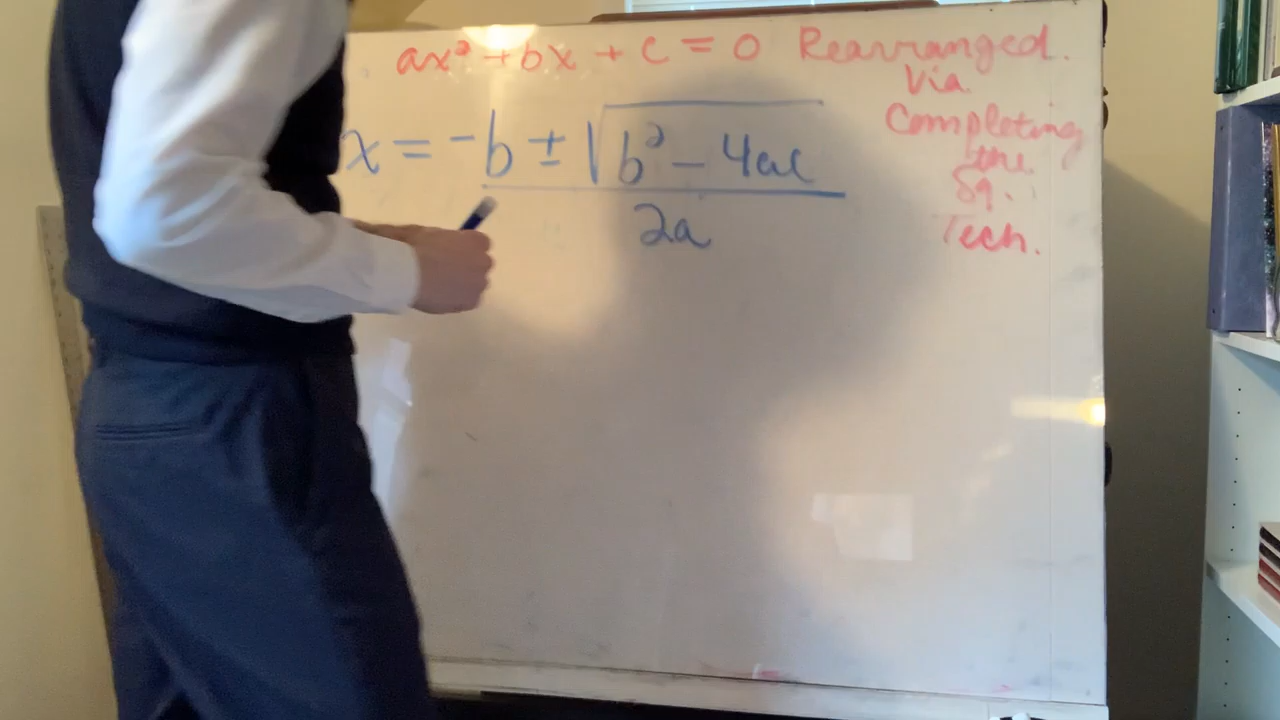 ax² + bx + c = 0 Rearranged.
Via
Completing
the
Sq.
Tech.
x = -b ± √b² - 4ac
2a